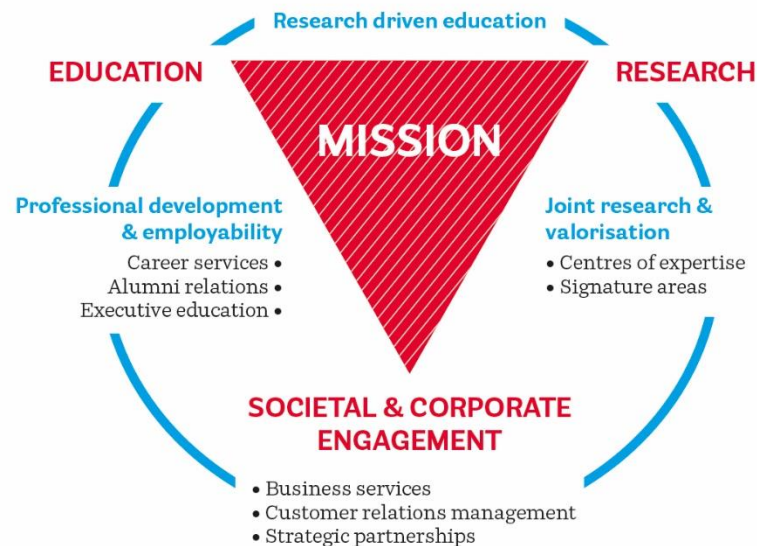 Research driven education
EDUCATION
RESEARCH
MISSION
Professional development
& employability
Career services •
Alumni relations •
Executive education •
Joint research &
valorisation
• Centres of expertise
• Signature areas
SOCIETAL & CORPORATE
ENGAGEMENT
• Business services
• Customer relations management
• Strategic partnerships